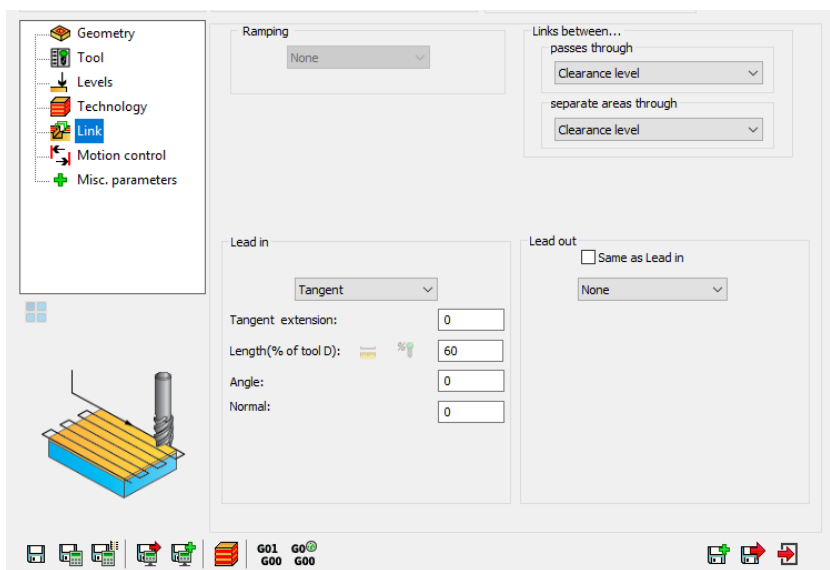 Geometry
Tool
Levels
Technology
Link
Motion control
Misc. parameters
Ramping
None
Links between...
passes through
Clearance level
separate areas through
Clearance level
Lead in
Tangent
Tangent extension: 0
Length(% of tool D): % 60
Angle: 0
Normal: 0
Lead out
Same as Lead in
None
G01 G0
G00 G00